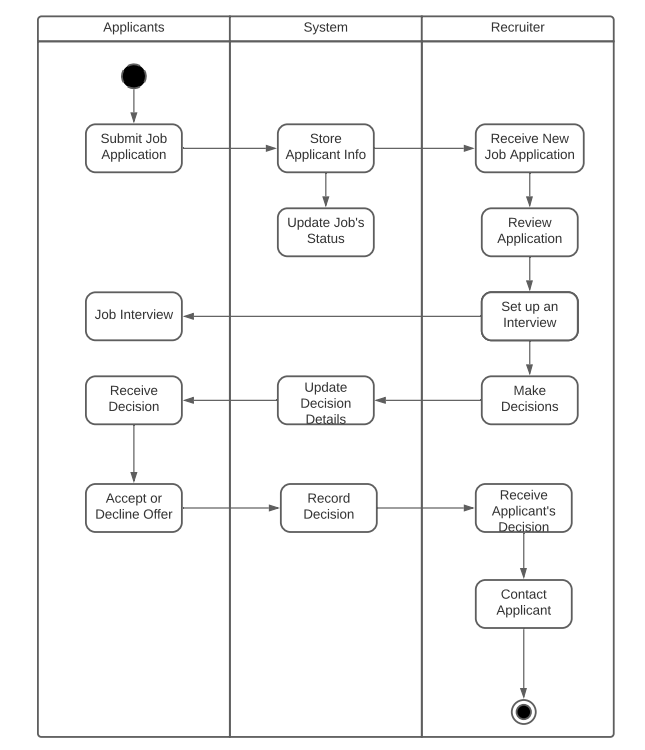 Applicants
System
Recruiter
Submit Job
Application
Store
Applicant Info
Receive New
Job Application
Update Job's
Status
Review
Application
Job Interview
Set up an
Interview
Receive
Decision
Update
Decision
Details
Make
Decisions
Accept or
Decline Offer
Record
Decision
Receive
Applicant's
Decision
Contact
Applicant